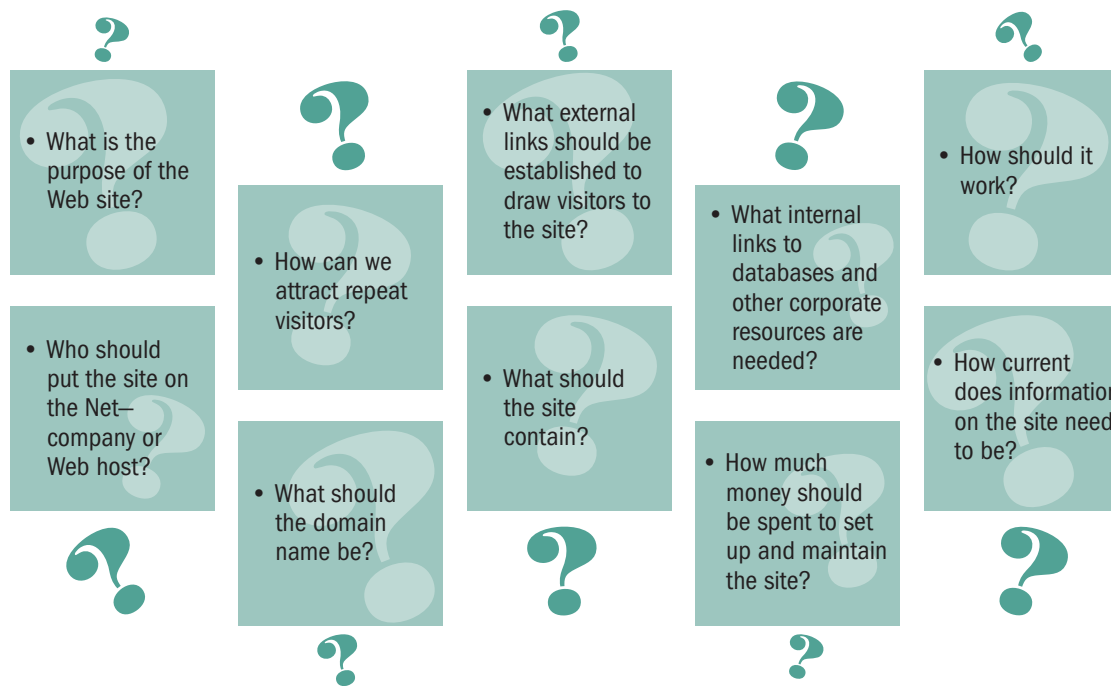 • What is the
purpose of the
Web site?
• Who should
put the site on
the Net—
company or
Web host?
• How can we
attract repeat
visitors?
• What should
the domain
name be?
• What external
links should be
established to
draw visitors to
the site?
• What should
the site
contain?
• What internal
links to
databases and
other corporate
resources are
needed?
• How much
money should
be spent to set
up and maintain
the site?
• How should it
work?
• How current
does information
on the site need
to be?